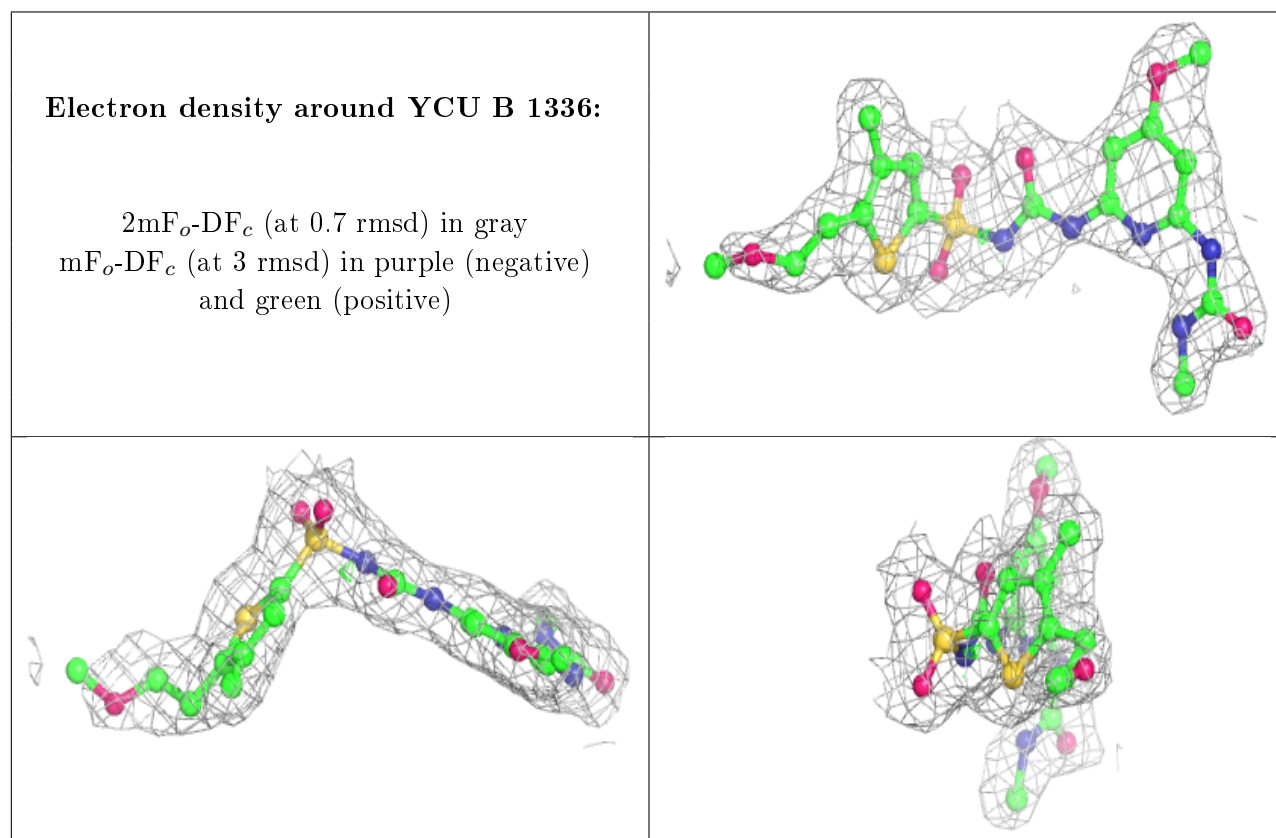 Electron density around YCU B 1336:
2mFₒ-DF𝒸 (at 0.7 rmsd) in gray
mFₒ-DF𝒸 (at 3 rmsd) in purple (negative)
and green (positive)